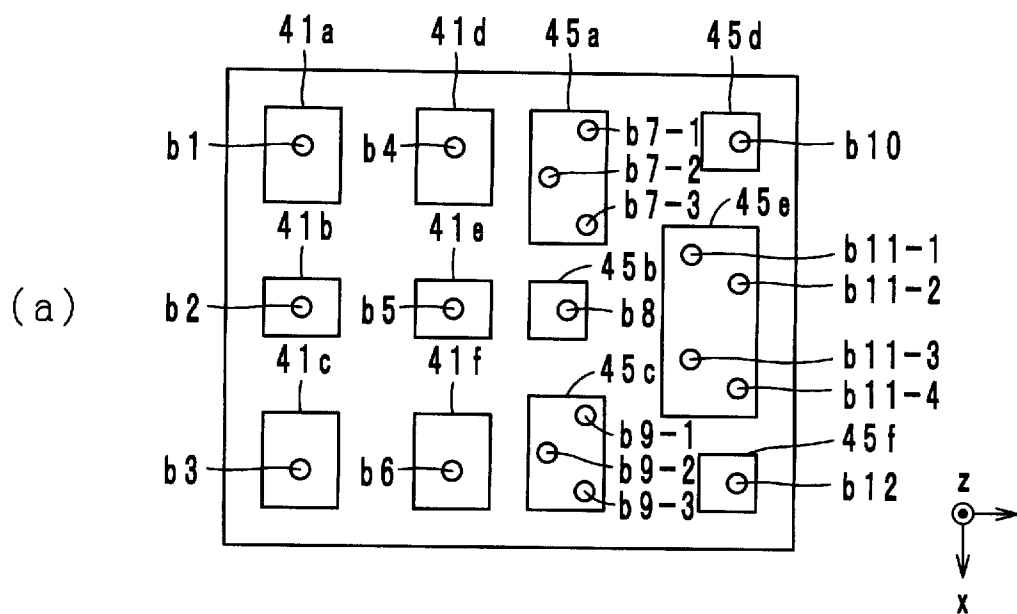 41a 41d 45a 45d
b1 b4 b7-1 b10
b7-2
b7-3 45e
41b 41e 45b b11-1
b11-2
(a) b2 b5 b8
41c 41f 45c b11-3
b11-4
b9-1 45f
b3 b6 b9-2 b12
b9-3
z
x